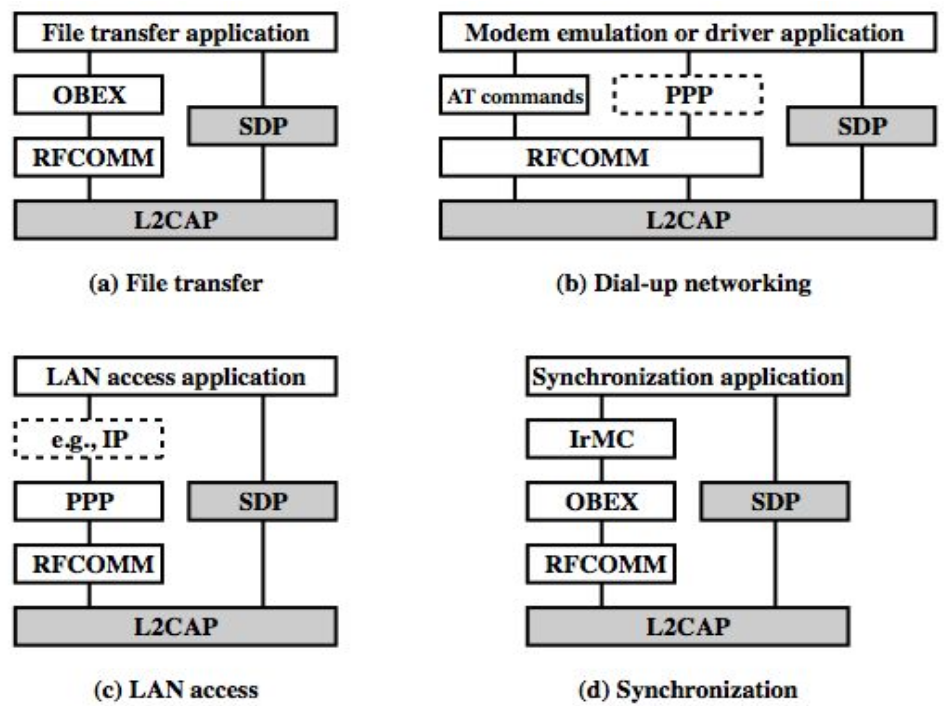 File transfer application
OBEX
SDP
RFCOMM
L2CAP
(a) File transfer
Modem emulation or driver application
AT commands
PPP
SDP
RFCOMM
L2CAP
(b) Dial-up networking
LAN access application
e.g., IP
PPP
SDP
RFCOMM
L2CAP
(c) LAN access
Synchronization application
IrMC
OBEX
SDP
RFCOMM
L2CAP
(d) Synchronization